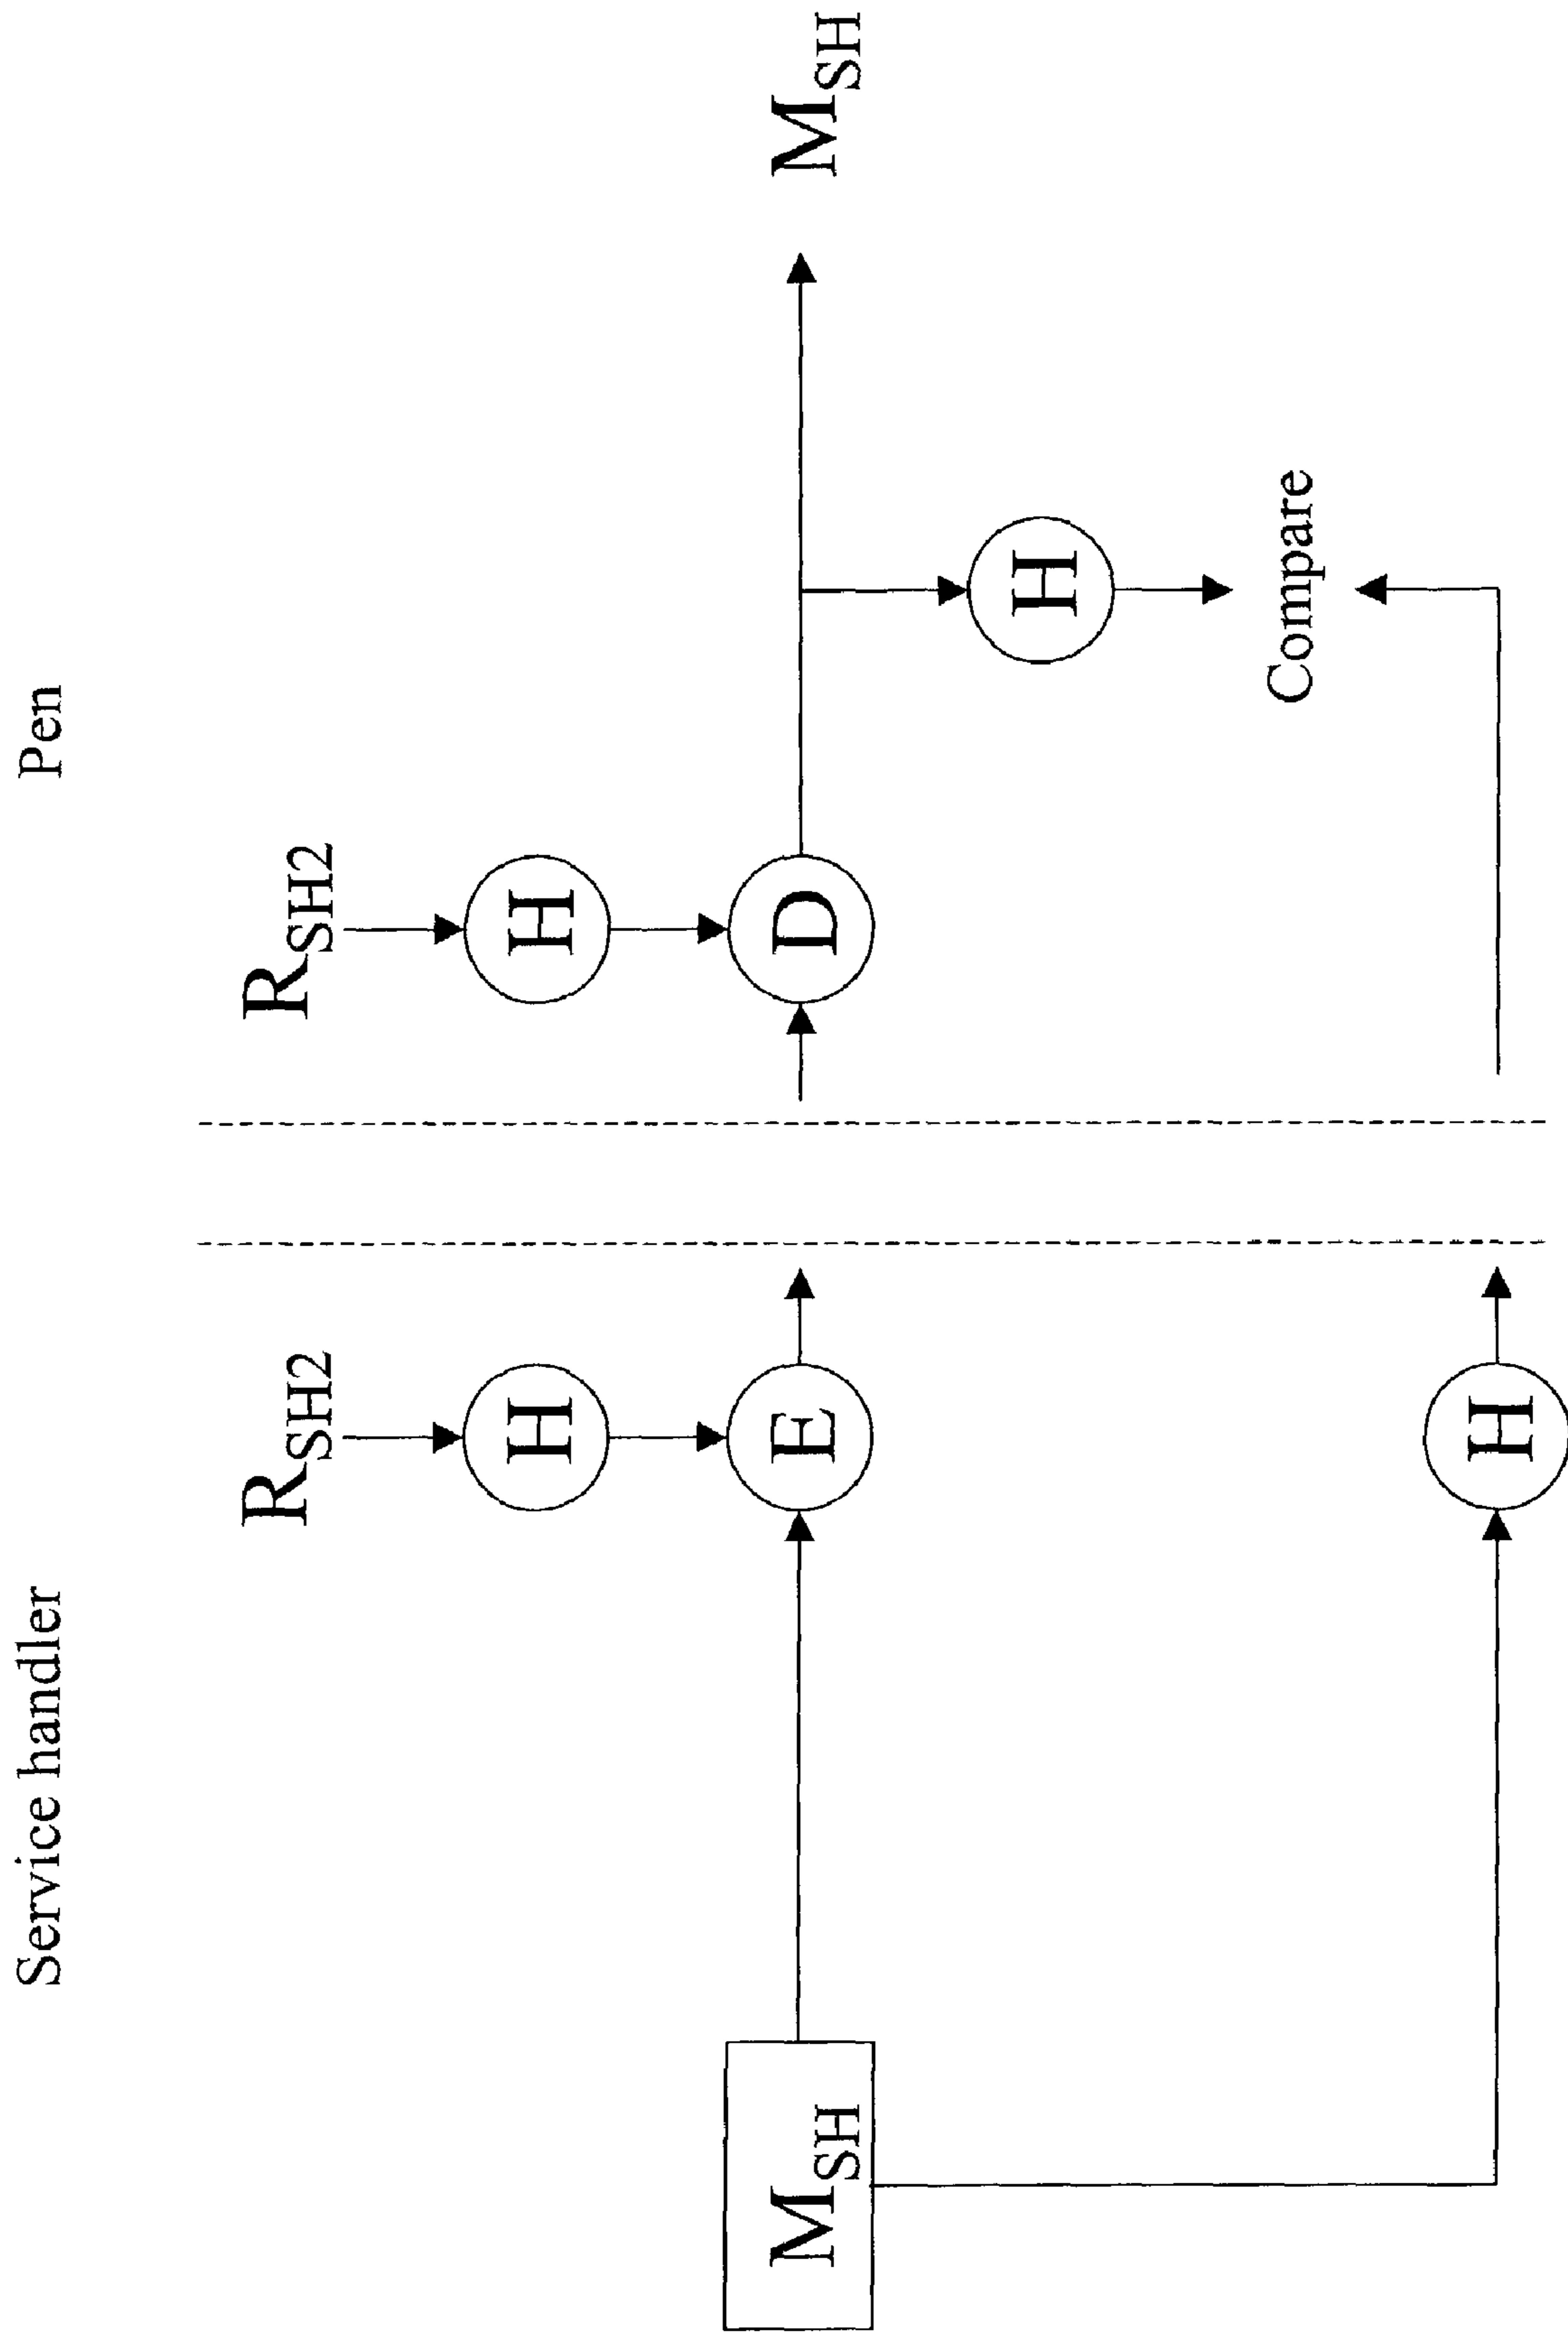 Service handler
Pen
R_SH2
R_SH2
H
H
M_SH
E
D
M_SH
H
Compare
H